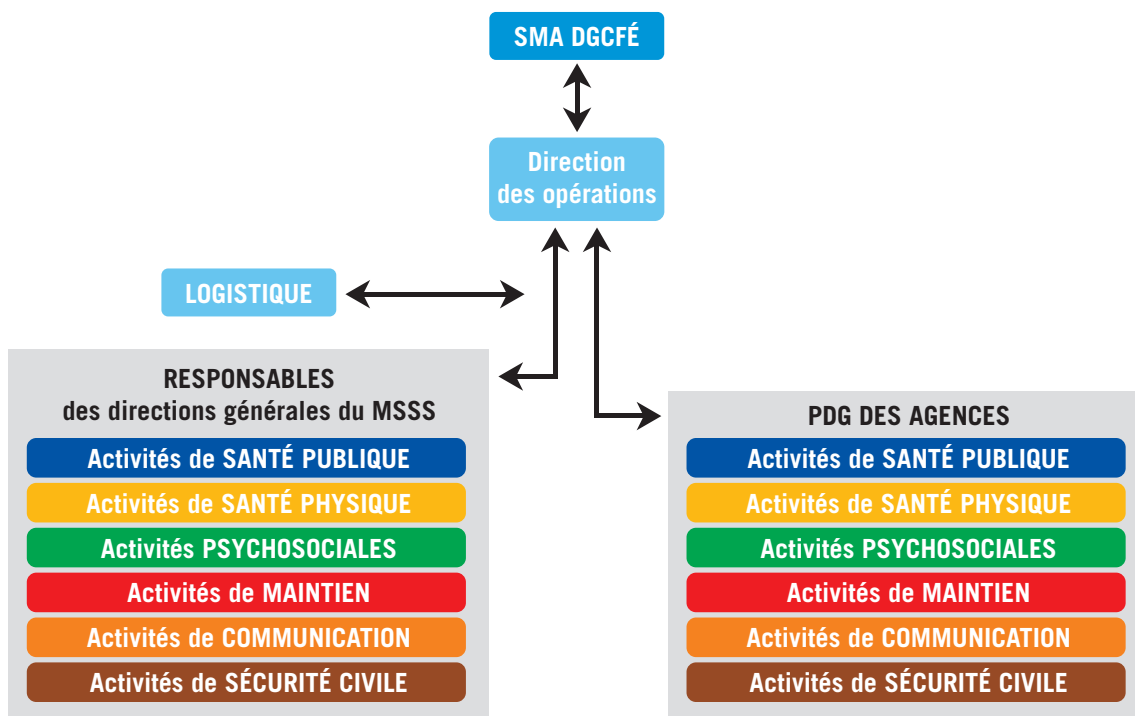 SMA DGCFÉ
Direction
des opérations
LOGISTIQUE
RESPONSABLES
des directions générales du MSSS
Activités de SANTÉ PUBLIQUE
Activités de SANTÉ PHYSIQUE
Activités PSYCHOSOCIALES
Activités de MAINTIEN
Activités de COMMUNICATION
Activités de SÉCURITÉ CIVILE
PDG DES AGENCES
Activités de SANTÉ PUBLIQUE
Activités de SANTÉ PHYSIQUE
Activités PSYCHOSOCIALES
Activités de MAINTIEN
Activités de COMMUNICATION
Activités de SÉCURITÉ CIVILE